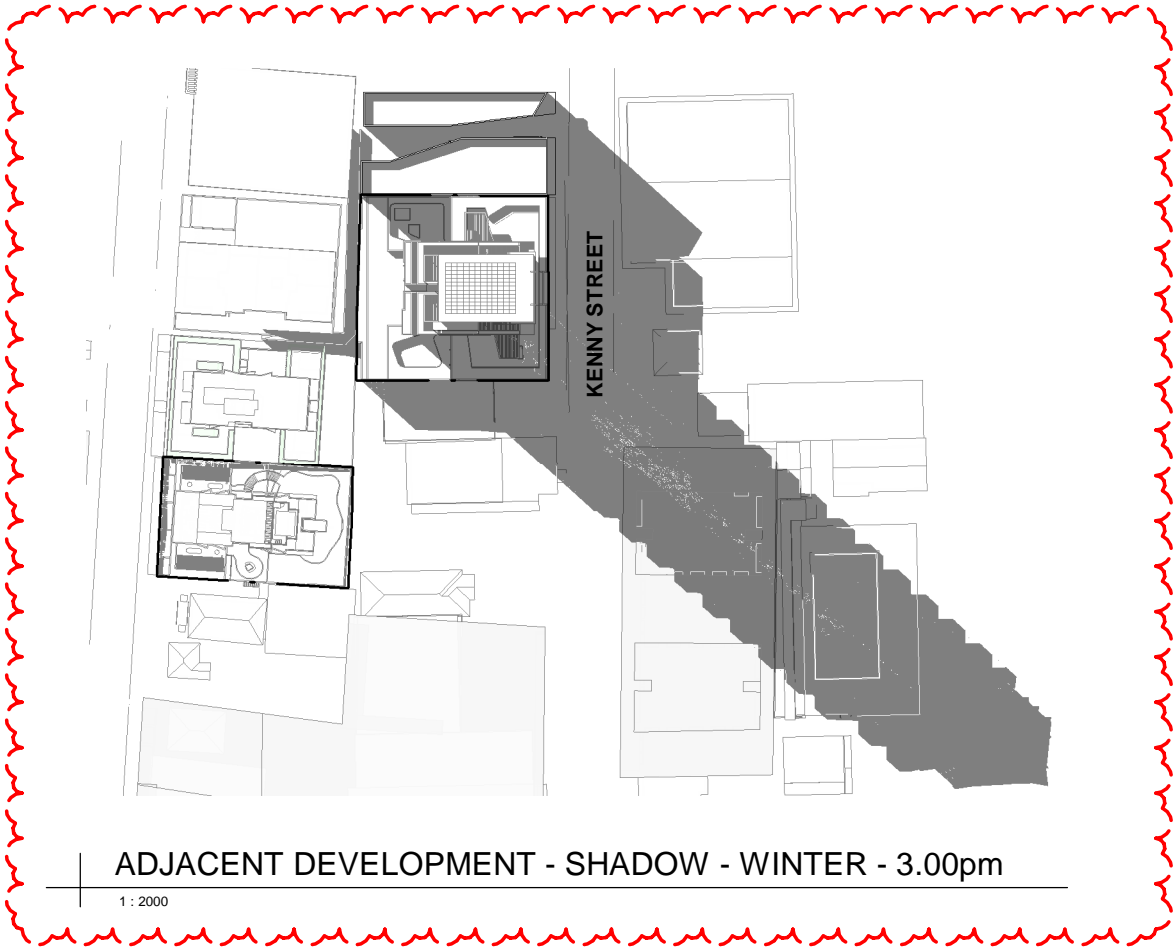 KENNY STREET
ADJACENT DEVELOPMENT - SHADOW - WINTER - 3.00pm
1 : 2000